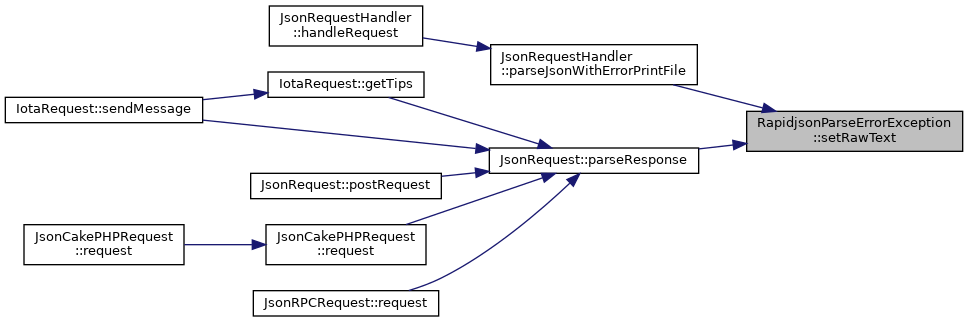 JsonRequestHandler
::handleRequest
JsonRequestHandler
::parseJsonWithErrorPrintFile
IotaRequest::getTips
IotaRequest::sendMessage
RapidjsonParseErrorException
::setRawText
JsonRequest::parseResponse
JsonRequest::postRequest
JsonCakePHPRequest
::request
JsonCakePHPRequest
::request
JsonRPCRequest::request